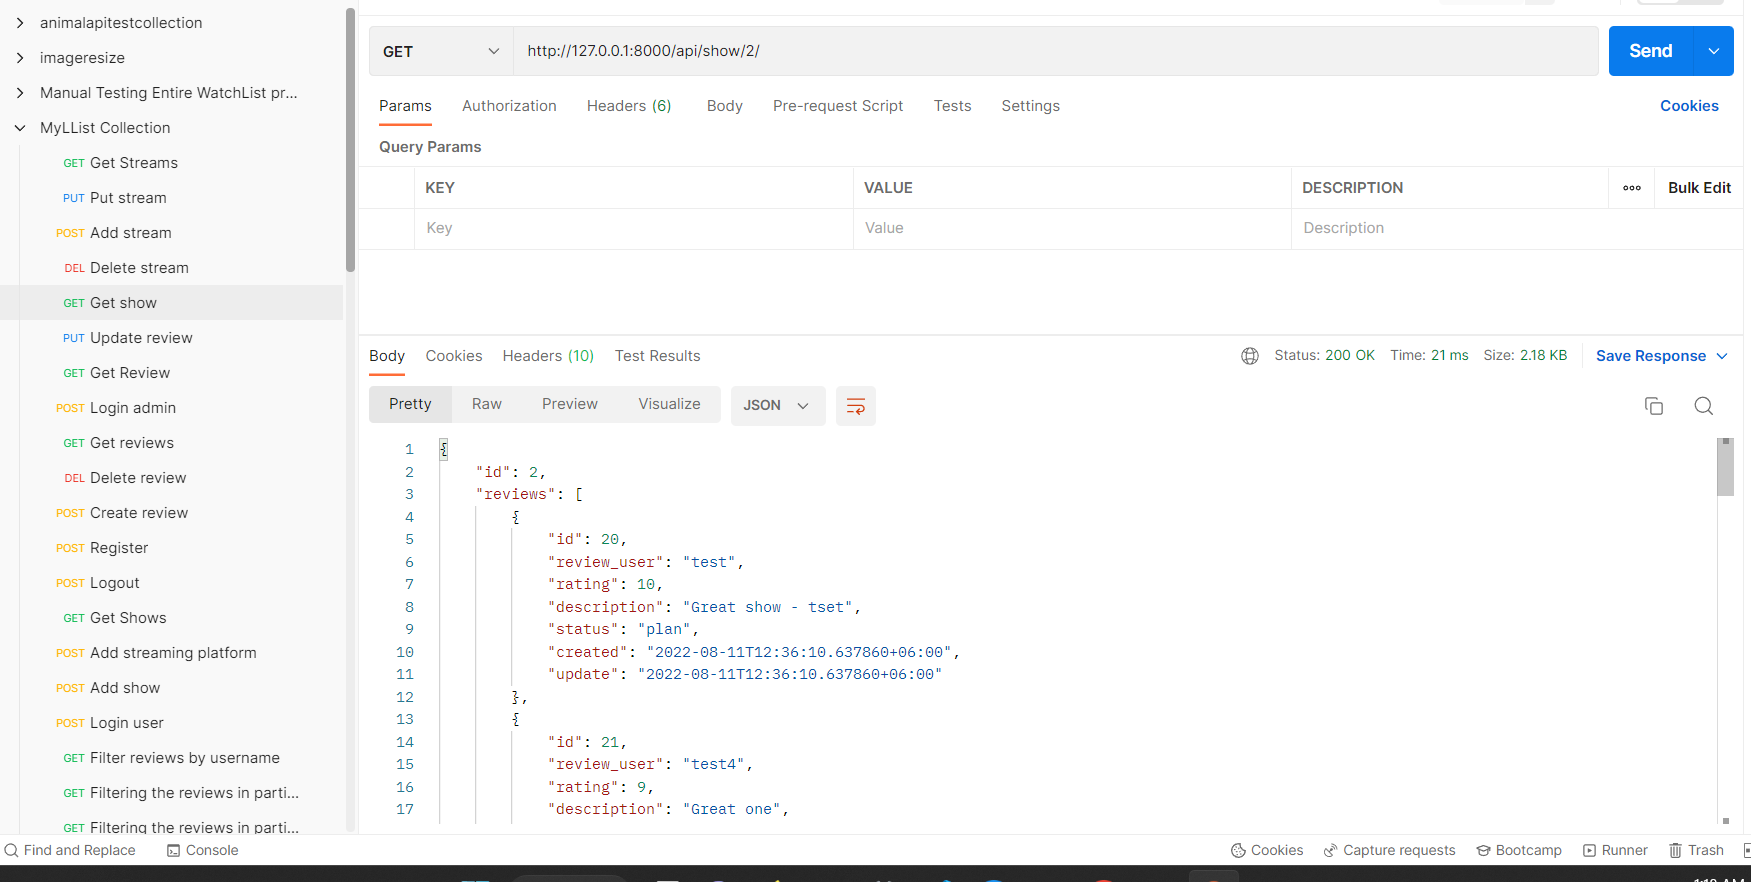 animalapitestcollection
imageresize
Manual Testing Entire WatchList pr...
MyLList Collection
GET Get Streams
PUT Put stream
POST Add stream
DEL Delete stream
GET Get show
PUT Update review
GET Get Review
POST Login admin
GET Get reviews
DEL Delete review
POST Create review
POST Register
POST Logout
GET Get Shows
POST Add streaming platform
POST Add show
POST Login user
GET Filter reviews by username
GET Filtering the reviews in parti...
GET Filtering the reviews in parti...
GET http://127.0.0.1:8000/api/show/2/ Send
Params Authorization Headers (6) Body Pre-request Script Tests Settings Cookies
Query Params
KEY VALUE DESCRIPTION ooo Bulk Edit
Key Value Description
Body Cookies Headers (10) Test Results Status: 200 OK Time: 21 ms Size: 2.18 KB Save Response
Pretty Raw Preview Visualize JSON
1 {
2 "id": 2,
3 "reviews": [
4 {
5 "id": 20,
6 "review_user": "test",
7 "rating": 10,
8 "description": "Great show - tset",
9 "status": "plan",
10 "created": "2022-08-11T12:36:10.637860+06:00",
11 "update": "2022-08-11T12:36:10.637860+06:00"
12 },
13 {
14 "id": 21,
15 "review_user": "test4",
16 "rating": 9,
17 "description": "Great one",
Find and Replace Console Cookies Capture requests Bootcamp Runner Trash